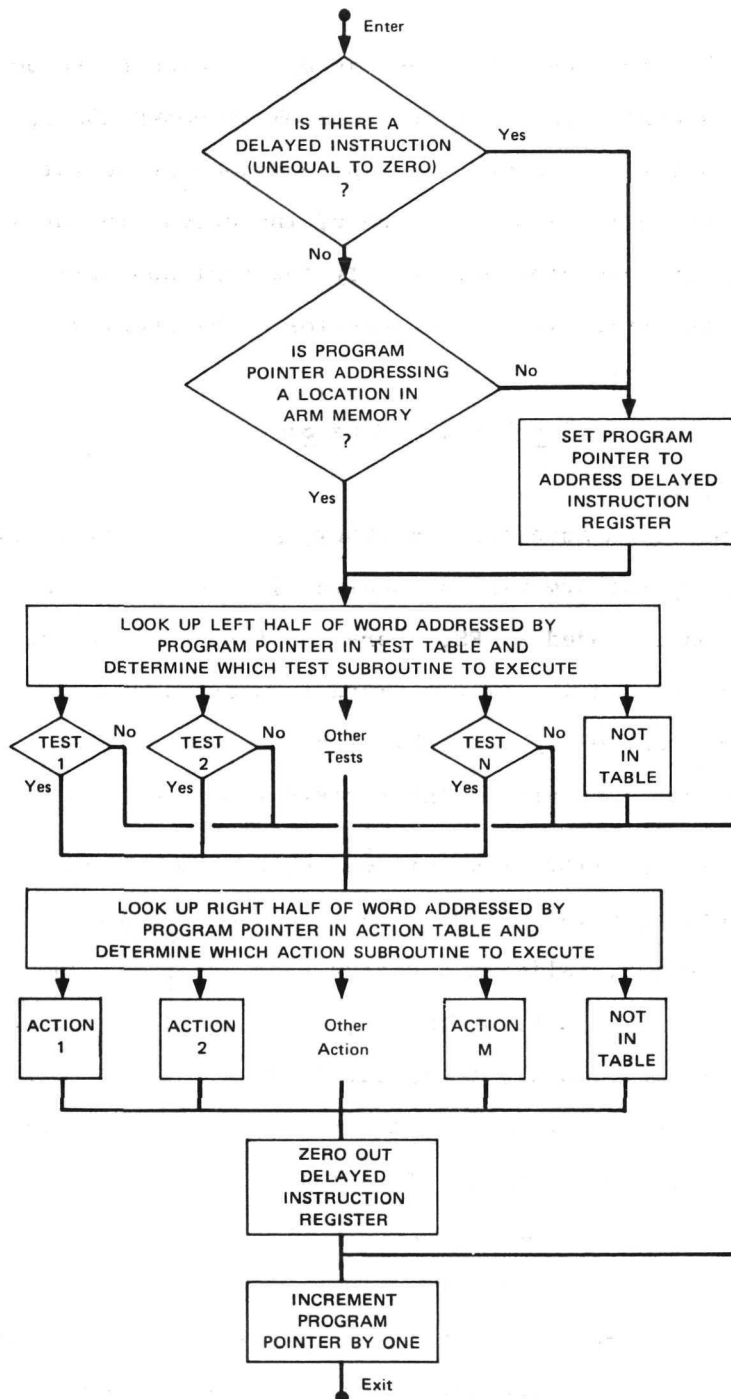 Enter
IS THERE A
DELAYED INSTRUCTION
(UNEQUAL TO ZERO)
?
Yes
No
IS PROGRAM
POINTER ADDRESSING
A LOCATION IN
ARM MEMORY
?
No
Yes
SET PROGRAM
POINTER TO
ADDRESS DELAYED
INSTRUCTION
REGISTER
LOOK UP LEFT HALF OF WORD ADDRESSED BY
PROGRAM POINTER IN TEST TABLE AND
DETERMINE WHICH TEST SUBROUTINE TO EXECUTE
TEST
1
No
Yes
TEST
2
No
Yes
Other
Tests
TEST
N
No
Yes
NOT
IN
TABLE
LOOK UP RIGHT HALF OF WORD ADDRESSED BY
PROGRAM POINTER IN ACTION TABLE AND
DETERMINE WHICH ACTION SUBROUTINE TO EXECUTE
ACTION
1
ACTION
2
Other
Action
ACTION
M
NOT
IN
TABLE
ZERO OUT
DELAYED
INSTRUCTION
REGISTER
INCREMENT
PROGRAM
POINTER BY ONE
Exit